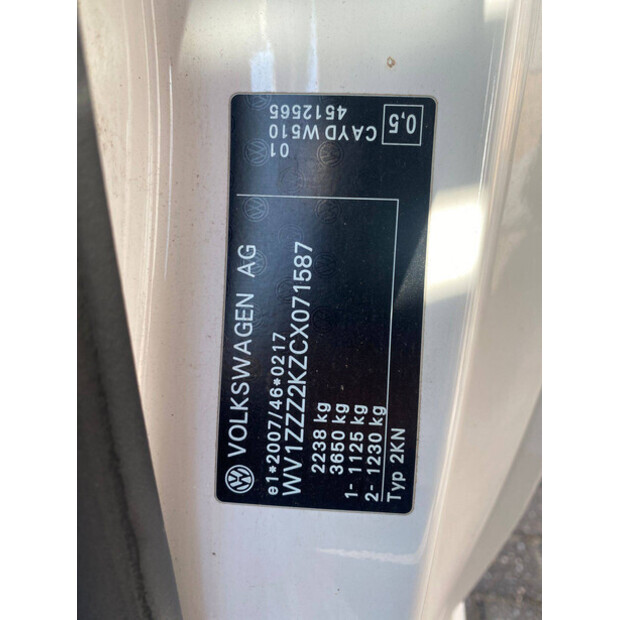 VOLKSWAGEN AG
e1*2007/46*0217
WV1ZZZ2KZCX071587
2238 kg
3650 kg
1- 1125 kg
2- 1230 kg
Typ 2KN
01
CAYD W510
4512565
0,5